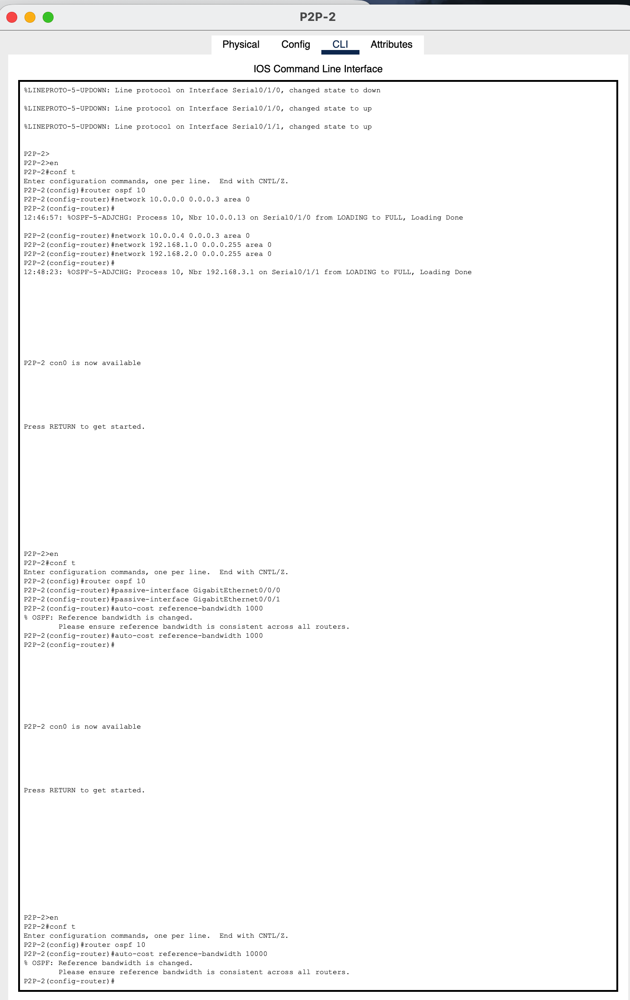 P2P-2
Physical Config CLI Attributes
IOS Command Line Interface
%LINEPROTO-5-UPDOWN: Line protocol on Interface Serial0/1/0, changed state to down
%LINEPROTO-5-UPDOWN: Line protocol on Interface Serial0/1/0, changed state to up
%LINEPROTO-5-UPDOWN: Line protocol on Interface Serial0/1/1, changed state to up
P2P-2>
P2P-2>en
P2P-2#conf t
Enter configuration commands, one per line.  End with CNTL/Z.
P2P-2(config)#router ospf 10
P2P-2(config-router)#network 10.0.0.0 0.0.0.3 area 0
P2P-2(config-router)#
12:46:57: %OSPF-5-ADJCHG: Process 10, Nbr 10.0.0.13 on Serial0/1/0 from LOADING to FULL, Loading Done
P2P-2(config-router)#network 10.0.0.4 0.0.0.3 area 0
P2P-2(config-router)#network 192.168.1.0 0.0.0.255 area 0
P2P-2(config-router)#network 192.168.2.0 0.0.0.255 area 0
P2P-2(config-router)#
12:48:23: %OSPF-5-ADJCHG: Process 10, Nbr 192.168.3.1 on Serial0/1/1 from LOADING to FULL, Loading Done
P2P-2 con0 is now available
Press RETURN to get started.
P2P-2>en
P2P-2#conf t
Enter configuration commands, one per line.  End with CNTL/Z.
P2P-2(config)#router ospf 10
P2P-2(config-router)#passive-interface GigabitEthernet0/0/0
P2P-2(config-router)#passive-interface GigabitEthernet0/0/1
P2P-2(config-router)#auto-cost reference-bandwidth 1000
% OSPF: Reference bandwidth is changed.
        Please ensure reference bandwidth is consistent across all routers.
P2P-2(config-router)#auto-cost reference-bandwidth 1000
P2P-2(config-router)#
P2P-2 con0 is now available
Press RETURN to get started.
P2P-2>en
P2P-2#conf t
Enter configuration commands, one per line.  End with CNTL/Z.
P2P-2(config)#router ospf 10
P2P-2(config-router)#auto-cost reference-bandwidth 10000
% OSPF: Reference bandwidth is changed.
        Please ensure reference bandwidth is consistent across all routers.
P2P-2(config-router)#